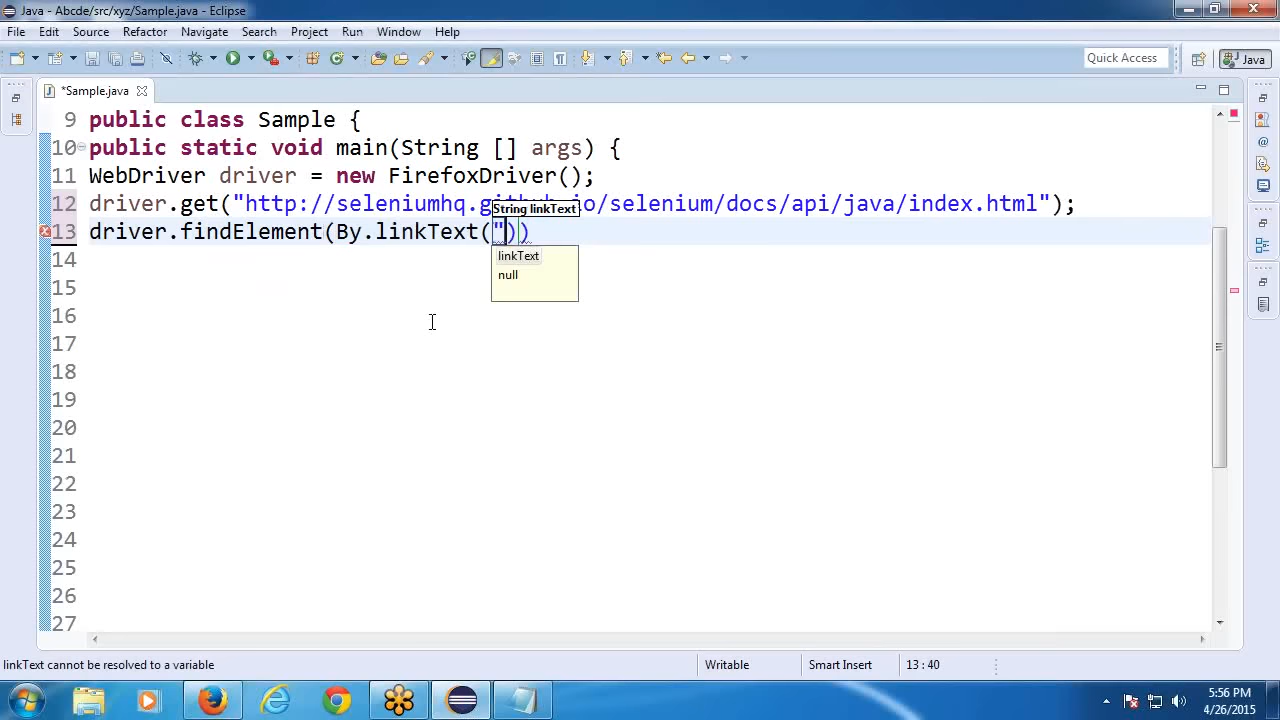 Java - Abcde/src/xyz/Sample.java - Eclipse
File Edit Source Refactor Navigate Search Project Run Window Help
Quick Access
Java
*Sample.java
9 public class Sample {
10 public static void main(String [] args) {
11 WebDriver driver = new FirefoxDriver();
12 driver.get("http://seleniumhq.github.io/selenium/docs/api/java/index.html");
String linkText
13 driver.findElement(By.linkText("))
linkText
14
null
15
16
17
18
19
20
21
22
23
24
25
26
27
linkText cannot be resolved to a variable
Writable
Smart Insert
13 : 40
5:56 PM
4/26/2015